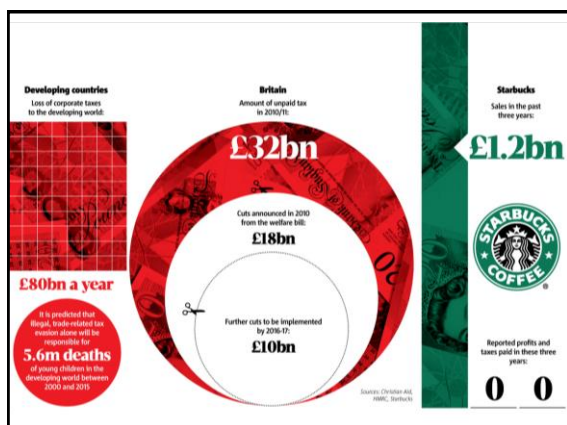 Developing countries
Loss of corporate taxes
to the developing world:
£80bn a year
It is predicted that
illegal, trade-related tax
evasion alone will be
responsible for
5.6m deaths
of young children in the
developing world between
2000 and 2015
Britain
Amount of unpaid tax
in 2010/11:
£32bn
Cuts announced in 2010
from the welfare bill:
£18bn
Further cuts to be implemented
by 2016-17:
£10bn
Sources: Christian Aid,
HMRC, Starbucks
Starbucks
Sales in the past
three years:
£1.2bn
STARBUCKS
COFFEE
®
Reported profits and
taxes paid in these three
years:
0 0